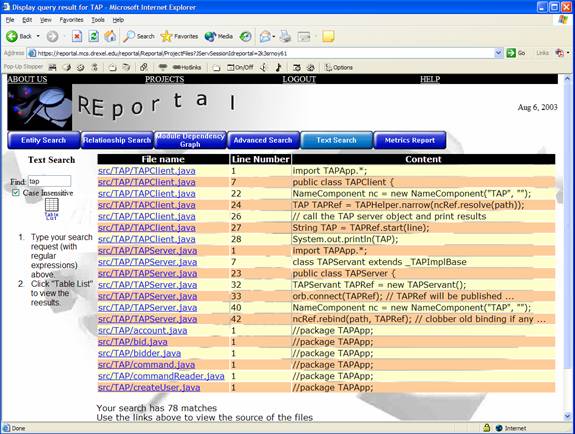 Display query result for TAP - Microsoft Internet Explorer
File Edit View Favorites Tools Help
Back Search Favorites Media
Address https://reportal.mcs.drexel.edu/reportal/Reportal/ProjectFiles?JServSessionIdreportal=2k3srnoy61 Go Links
Pop-Up Stopper Hotlinks On/Off Options
ABOUT US PROJECTS LOGOUT HELP
REportal
Aug 6, 2003
Entity Search Relationship Search Module Dependency Graph Advanced Search Text Search Metrics Report
Text Search
Find: tap
Case Insensitive
Table List
1. Type your search request (with regular expressions) above.
2. Click "Table List" to view the reesults.
File name Line Number Content
src/TAP/TAPClient.java 1 import TAPApp.*;
src/TAP/TAPClient.java 7 public class TAPClient {
src/TAP/TAPClient.java 22 NameComponent nc = new NameComponent("TAP", "");
src/TAP/TAPClient.java 24 TAP TAPRef = TAPHelper.narrow(ncRef.resolve(path));
src/TAP/TAPClient.java 26 // call the TAP server object and print results
src/TAP/TAPClient.java 27 String TAP = TAPRef.start(line);
src/TAP/TAPClient.java 28 System.out.println(TAP);
src/TAP/TAPServer.java 1 import TAPApp.*;
src/TAP/TAPServer.java 7 class TAPServant extends _TAPImplBase
src/TAP/TAPServer.java 23 public class TAPServer {
src/TAP/TAPServer.java 32 TAPServant TAPRef = new TAPServant();
src/TAP/TAPServer.java 33 orb.connect(TAPRef); // TAPRef will be published ...
src/TAP/TAPServer.java 40 NameComponent nc = new NameComponent("TAP", "");
src/TAP/TAPServer.java 42 ncRef.rebind(path, TAPRef); // clobber old binding if any ...
src/TAP/account.java 1 //package TAPApp;
src/TAP/bid.java 1 //package TAPApp;
src/TAP/bidder.java 1 //package TAPApp;
src/TAP/command.java 1 //package TAPApp;
src/TAP/commandReader.java 1 //package TAPApp;
src/TAP/createUser.java 1 //package TAPApp;
Your search has 78 matches
Use the links above to view the source of the files
Done Internet